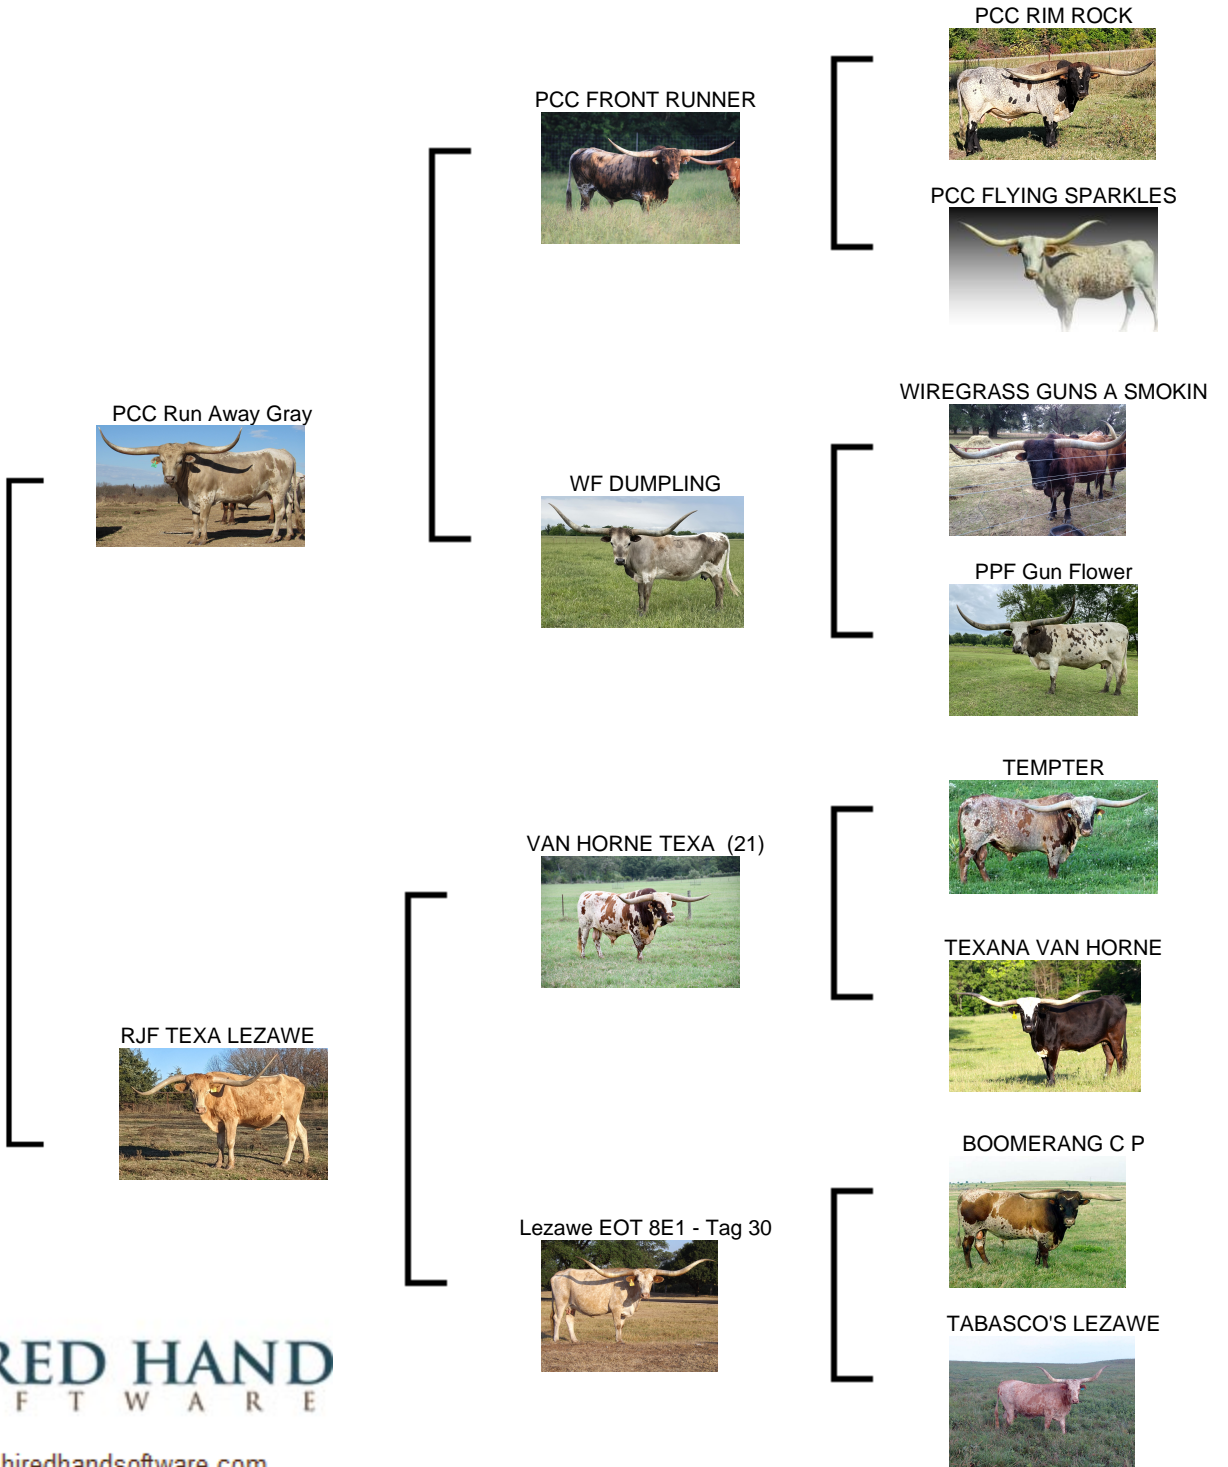 PCC RIM ROCK
PCC FRONT RUNNER
PCC FLYING SPARKLES
WIREGRASS GUNS A SMOKIN
PCC Run Away Gray
WF DUMPLING
PPF Gun Flower
TEMPTER
VAN HORNE TEXA (21)
TEXANA VAN HORNE
RJF TEXA LEZAWE
BOOMERANG C P
Lezawe EOT 8E1 - Tag 30
TABASCO'S LEZAWE
RED HAND
F T W A R E
hiredhandsoftware.com